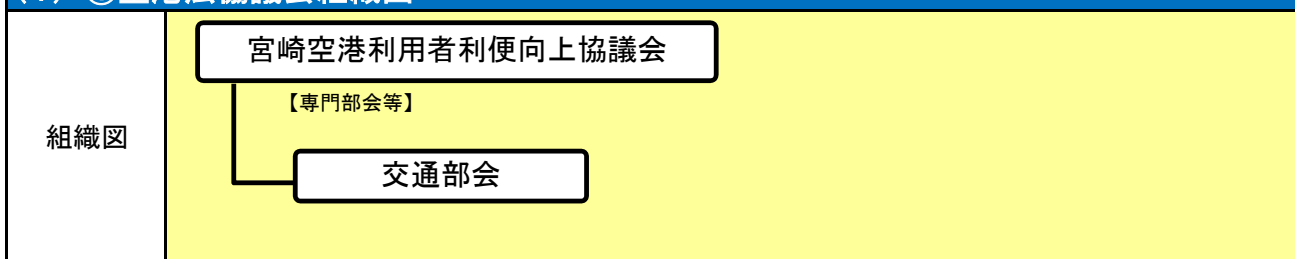 宮崎空港利用者利便向上協議会
【専門部会等】
組織図
交通部会